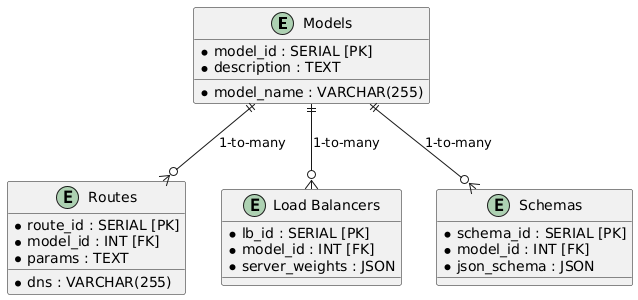 E Models
* model_id : SERIAL [PK]
* description : TEXT
* model_name : VARCHAR(255)
1-to-many
1-to-many
1-to-many
E Routes
* route_id : SERIAL [PK]
* model_id : INT [FK]
* params : TEXT
* dns : VARCHAR(255)
E Load Balancers
* lb_id : SERIAL [PK]
* model_id : INT [FK]
* server_weights : JSON
E Schemas
* schema_id : SERIAL [PK]
* model_id : INT [FK]
* json_schema : JSON